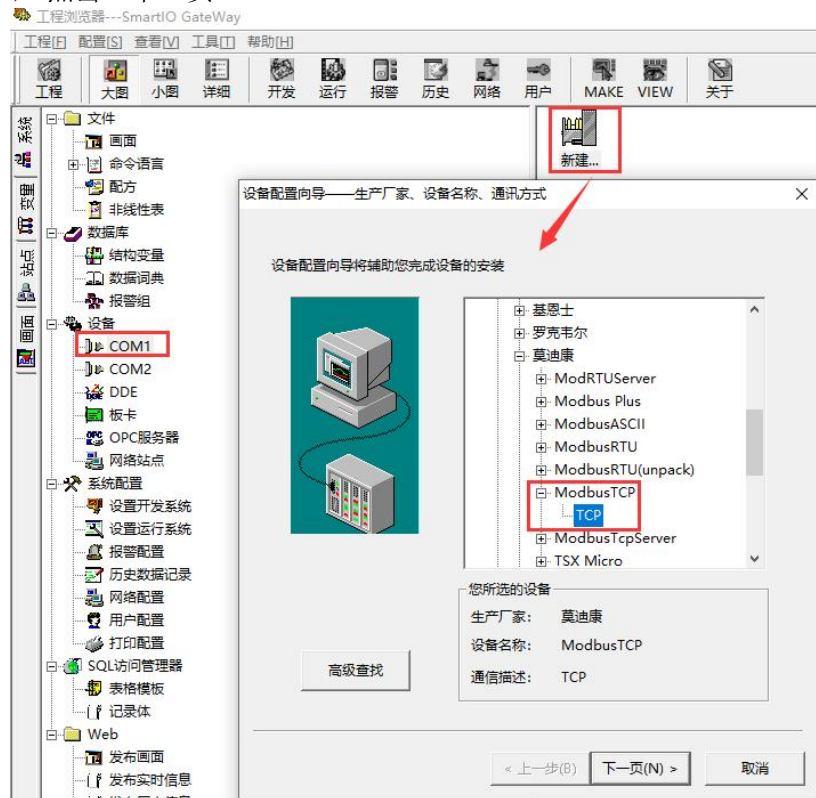 工程浏览器---SmartIO GateWay
工程[F] 配置[S] 查看[V] 工具[T] 帮助[H]
工程 大图 小图 详细 开发 运行 报警 历史 网络 用户 MAKE VIEW 关于
系统
变量
站点
画面
文件
画面
命令语言
配方
非线性表
数据库
结构变量
数据词典
报警组
设备
COM1
COM2
DDE
板卡
OPC服务器
网络站点
系统配置
设置开发系统
设置运行系统
报警配置
历史数据记录
网络配置
用户配置
打印配置
SQL访问管理器
表格模板
记录体
Web
发布画面
发布实时信息
新建...
设备配置向导——生产厂家、设备名称、通讯方式
设备配置向导将辅助您完成设备的安装
基恩士
罗克韦尔
莫迪康
ModRTUServer
Modbus Plus
ModbusASCII
ModbusRTU
ModbusRTU(unpack)
ModbusTCP
TCP
ModbusTcpServer
TSX Micro
您所选的设备
生产厂家: 莫迪康
设备名称: ModbusTCP
通信描述: TCP
高级查找
< 上一步(B) 下一页(N) > 取消